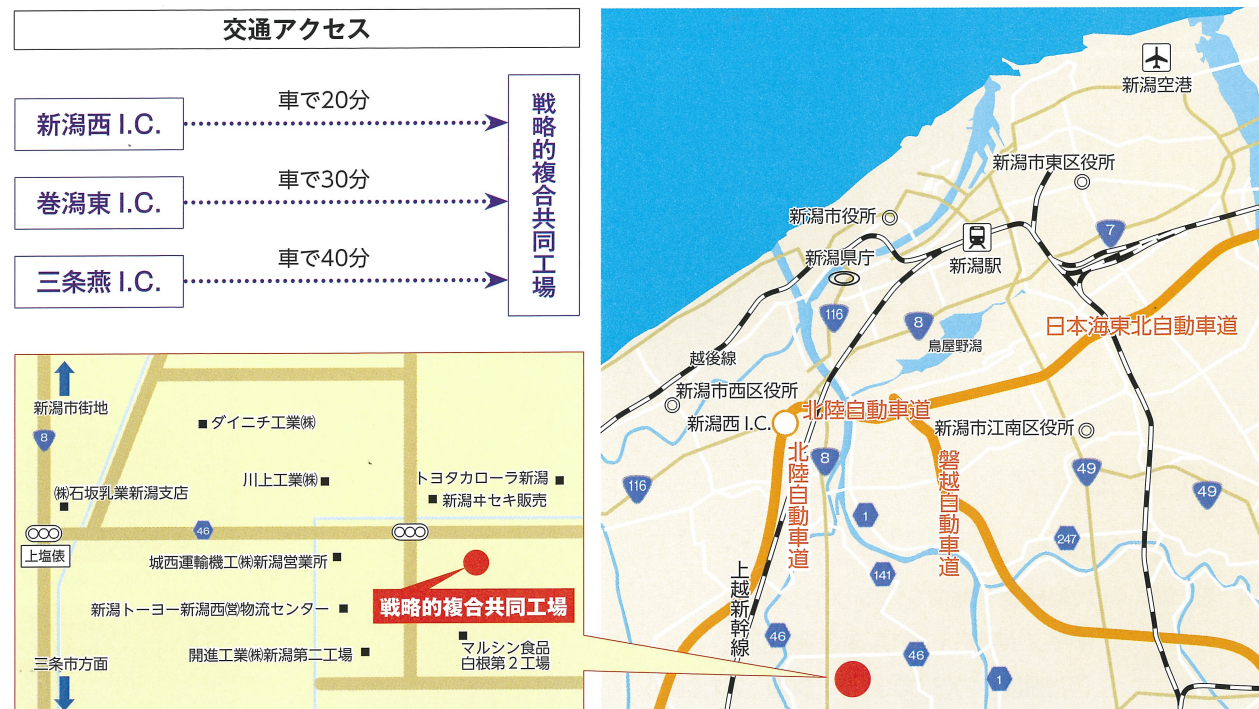 交通アクセス
新潟西 I.C.
車で20分
巻潟東 I.C.
車で30分
三条燕 I.C.
車で40分
戦略的複合共同工場
新潟市街地
8
ダイニチ工業㈱
川上工業㈱
トヨタカローラ新潟
新潟ヰセキ販売
㈱石坂乳業新潟支店
46
上塩俵
城西運輸機工㈱新潟営業所
戦略的複合共同工場
新潟トーヨー新潟西㈺物流センター
マルシン食品
白根第２工場
開進工業㈱新潟第二工場
三条市方面
新潟空港
新潟市東区役所
新潟市役所
7
新潟県庁
新潟駅
116
8
日本海東北自動車道
鳥屋野潟
越後線
新潟市西区役所
北陸自動車道
新潟西 I.C.
新潟市江南区役所
北陸自動車道
8
磐越自動車道
49
116
49
1
247
141
上越新幹線
46
46
1